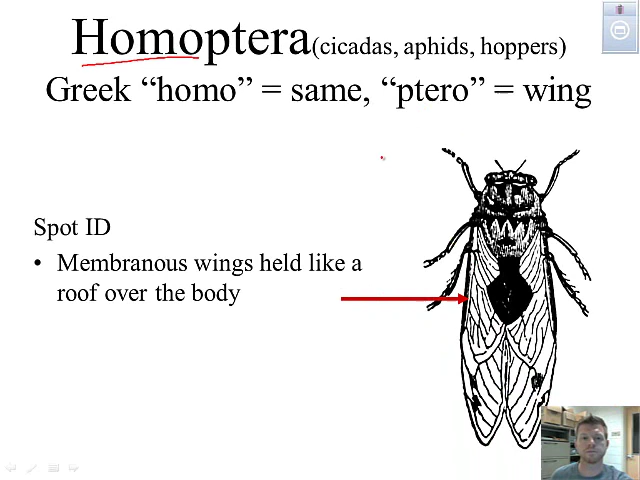 Homoptera(cicadas, aphids, hoppers)
Greek “homo” = same, “ptero” = wing
Spot ID
• Membranous wings held like a
roof over the body